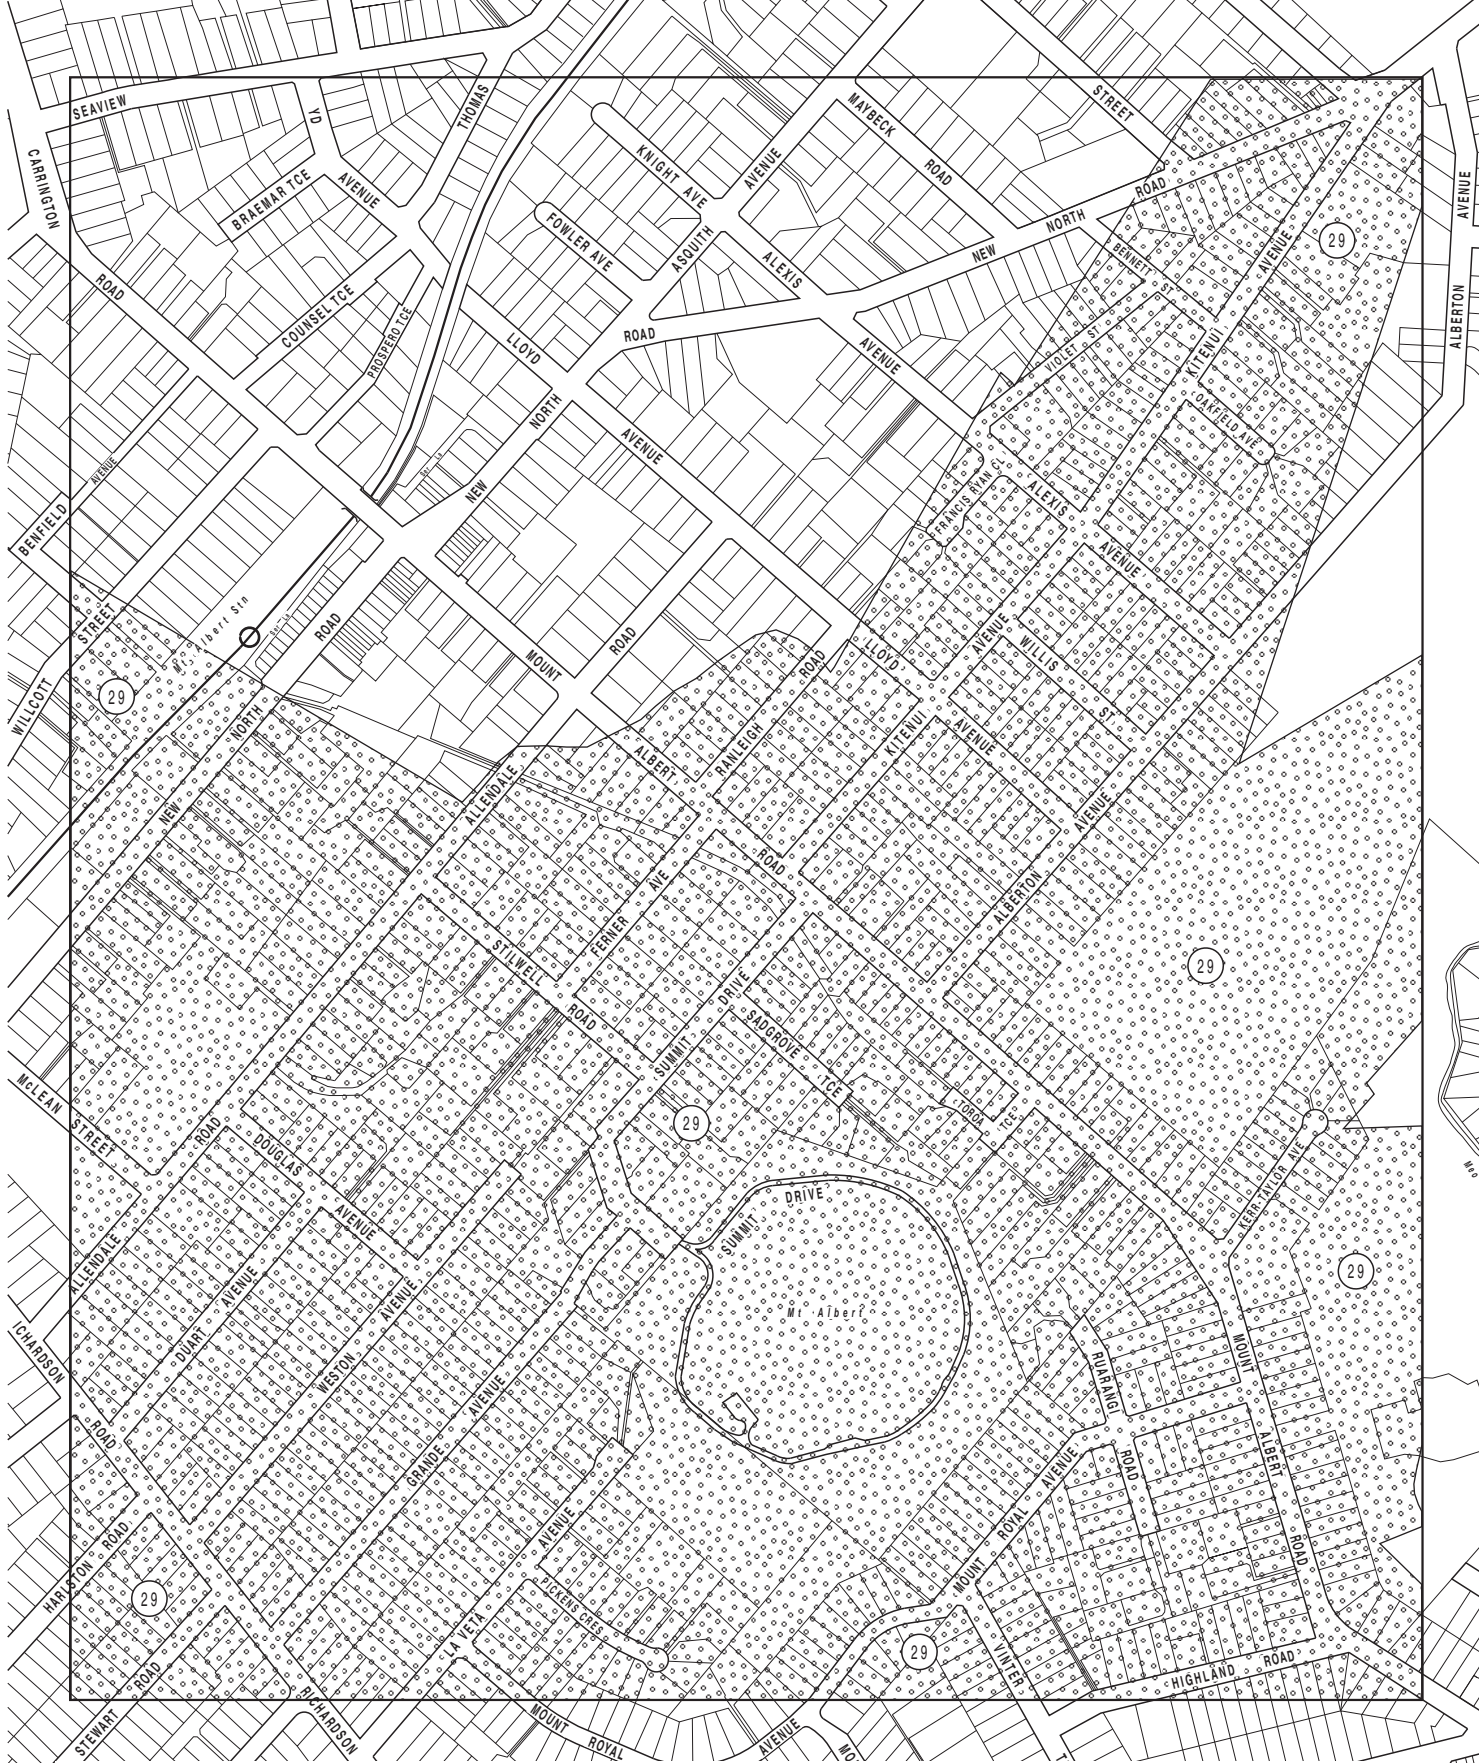 SEAVIEW
YD
THOMAS
STREET
MAYBECK
ROAD
CARRINGTON
KNIGHT AVE
AVENUE
AVENUE
BRAEMAR TCE
AVENUE
ROAD
NORTH
NEW
FOWLER AVE
ASQUITH
ALEXIS
BENNETT ST
AVENUE
29
ROAD
COUNSEL TCE
PROSPERO TCE
LLOYD
ROAD
AVENUE
VIOLET ST
KITENUI
ALBERTON
NORTH
AVENUE
OAKFIELD AVE
AVENUE
NEW
FRANCIS RYAN CL
ALEXIS
BENFIELD
AVENUE
STREET
Mt. Albert Stn
ROAD
MOUNT
ROAD
ROAD
LLOYD
AVENUE
WILLIS
ST
WILLCOTT
29
NORTH
ALBERT
RANLEIGH
KITENUI
AVENUE
NEW
ALLENDALE
AVENUE
ROAD
AVE
FERNER
ALBERTON
STILWELL
ROAD
DRIVE
SUMMIT
SADGROVE
TCE
29
McLEAN
STREET
ROAD
DOUGLAS
AVENUE
29
TOROA
TCE
KERR-TAYLOR AVE
DRIVE
SUMMIT
ALLENDALE
AVENUE
DUART
AVENUE
WESTON
AVENUE
GRANDE
Mt Albert
29
ICHARDSON
ROAD
RUARANGI
ROAD
MOUNT
ALBERT
ROAD
AVENUE
ROYAL
MOUNT
HARLSTON ROAD
29
AVENUE
LA VETA
PICKENS CRES
29
VINTER
HIGHLAND ROAD
STEWART
ROAD
RICHARDSON
MOUNT
ROYAL
AVENUE